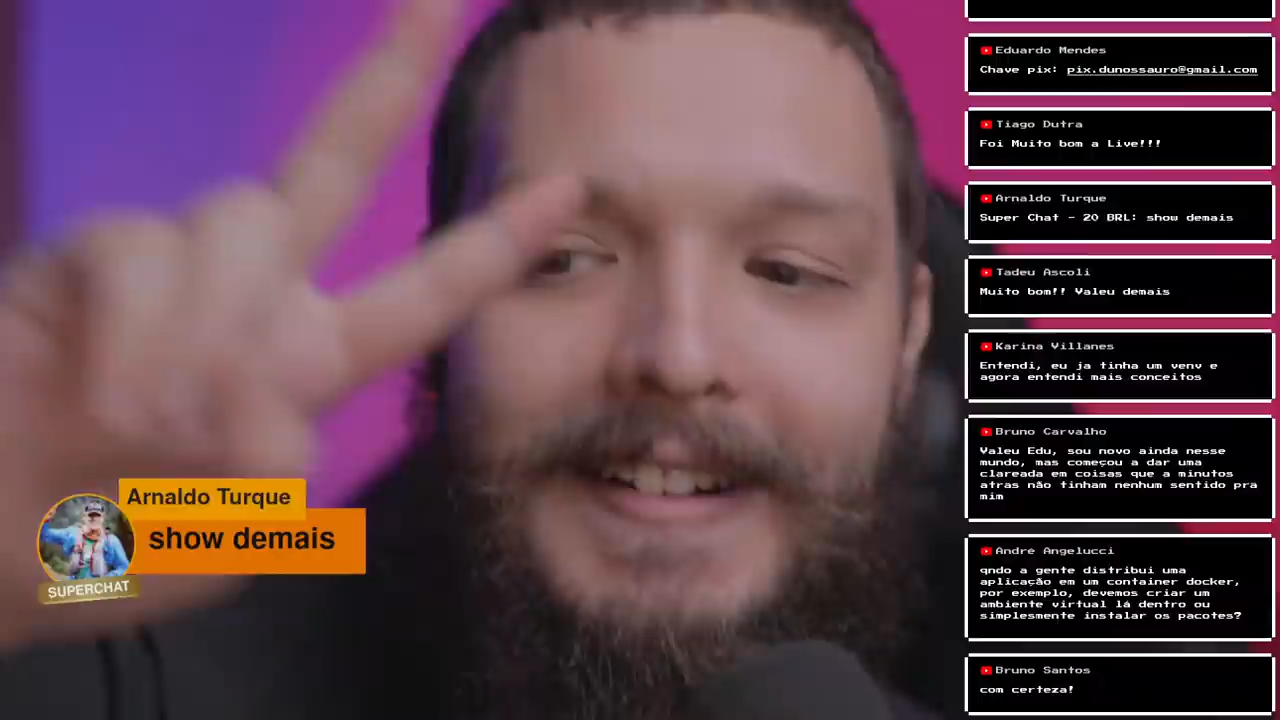 Arnaldo Turque
show demais
SUPERCHAT
Eduardo Mendes
Chave pix: pix.dunossauro@gmail.com
Tiago Dutra
Foi Muito bom a Live!!!
Arnaldo Turque
Super Chat - 20 BRL: show demais
Tadeu Ascoli
Muito bom!! Valeu demais
Karina Villanes
Entendi, eu ja tinha um venv e
agora entendi mais conceitos
Bruno Carvalho
Valeu Edu, sou novo ainda nesse
mundo, mas começou a dar uma
clareada em coisas que a minutos
atras não tinham nenhum sentido pra
mim
Andre Angelucci
qndo a gente distribui uma
aplicação em um container docker,
por exemplo, devemos criar um
ambiente virtual lá dentro ou
simplesmente instalar os pacotes?
Bruno Santos
com certeza!